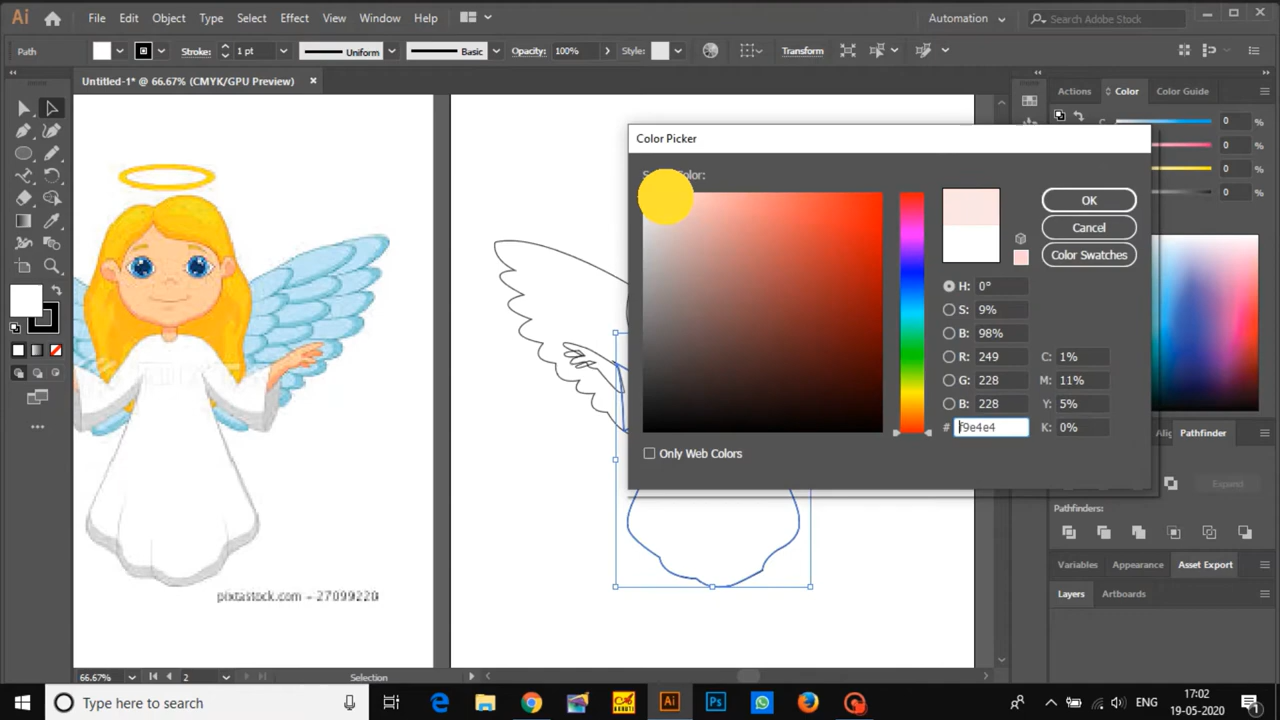 Ai File Edit Object Type Select Effect View Window Help Automation Search Adobe Stock
Path Stroke: 1 pt Uniform Basic Opacity: 100% Style: Transform
Untitled-1* @ 66.67% (CMYK/GPU Preview)
Actions Color Color Guide
0 %
0 %
0 %
0 %
Color Picker
Color:
OK
Cancel
Color Swatches
H: 0°
S: 9%
B: 98%
R: 249 C: 1%
G: 228 M: 11%
B: 228 Y: 5%
# f9e4e4 K: 0%
Only Web Colors
Pathfinder
Expand
Pathfinders:
Variables Appearance Asset Export
Layers Artboards
pixtastock.com - 27099220
66.67% 2 Selection
Type here to search
Ai Ps ENG 17:02
19-05-2020